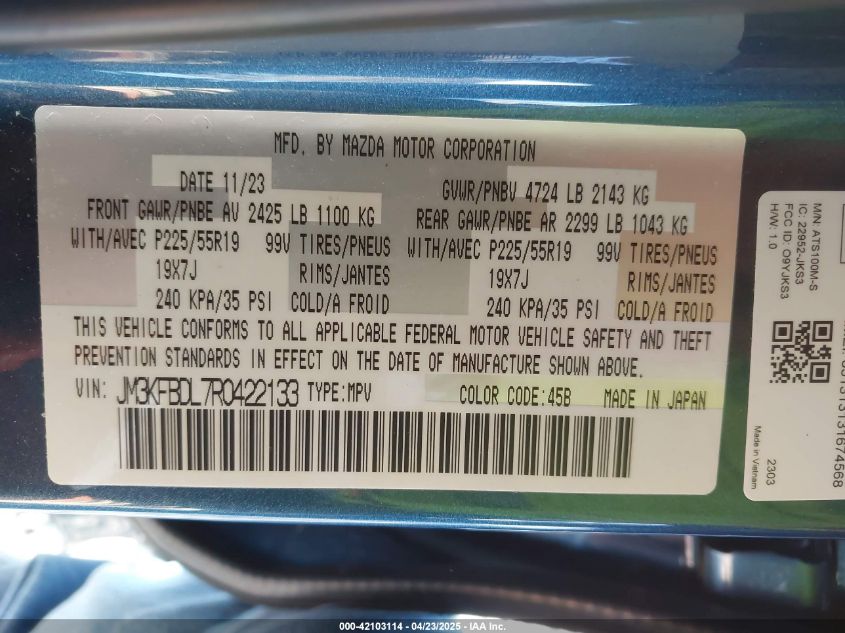 MFD. BY MAZDA MOTOR CORPORATION
DATE 11/23
GVWR/PNBV 4724 LB 2143 KG
FRONT GAWR/PNBE AV 2425 LB 1100 KG
REAR GAWR/PNBE AR 2299 LB 1043 KG
WITH/AVEC P225/55R19 99V TIRES/PNEUS
WITH/AVEC P225/55R19 99V TIRES/PNEUS
19X7J RIMS/JANTES
19X7J RIMS/JANTES
240 KPA/35 PSI COLD/A FROID
240 KPA/35 PSI COLD/A FROID
THIS VEHICLE CONFORMS TO ALL APPLICABLE FEDERAL MOTOR VEHICLE SAFETY AND THEFT
PREVENTION STANDARDS IN EFFECT ON THE DATE OF MANUFACTURE SHOWN ABOVE.
VIN: JM3KFBDL7R0422133 TYPE:MPV COLOR CODE:45B MADE IN JAPAN
M/N: ATS100M-S
IC: 22952-JKS3
FCC ID: O9YJKS3
H/W: 1.0
2303
Made in Vietnam
000-42103114 - 04/23/2025 - IAA Inc.